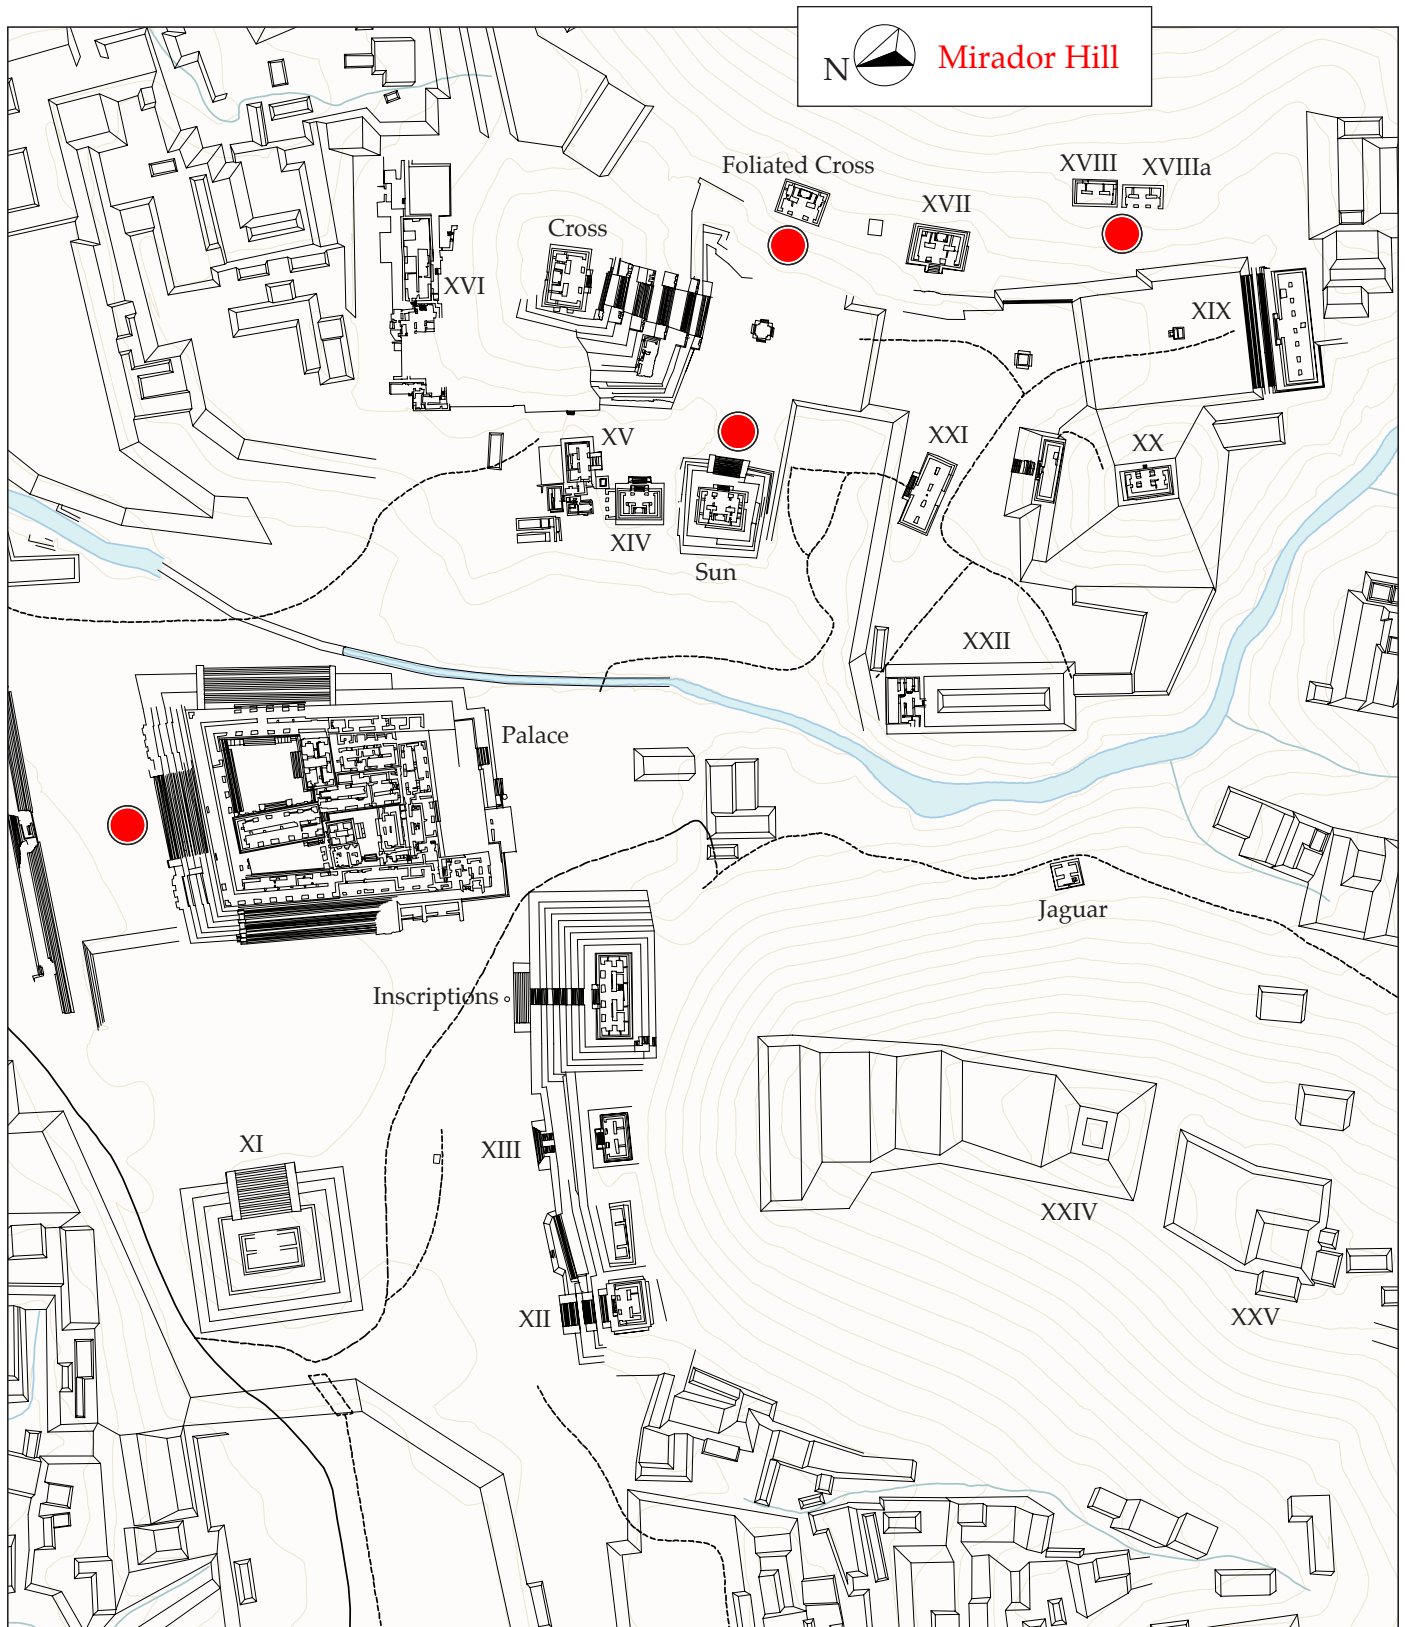 N
Mirador Hill
Foliated Cross
XVIII
XVIIIa
XVII
Cross
XVI
XIX
XV
XXI
XX
XIV
Sun
XXII
Palace
Jaguar
Inscriptions
XI
XIII
XXIV
XII
XXV